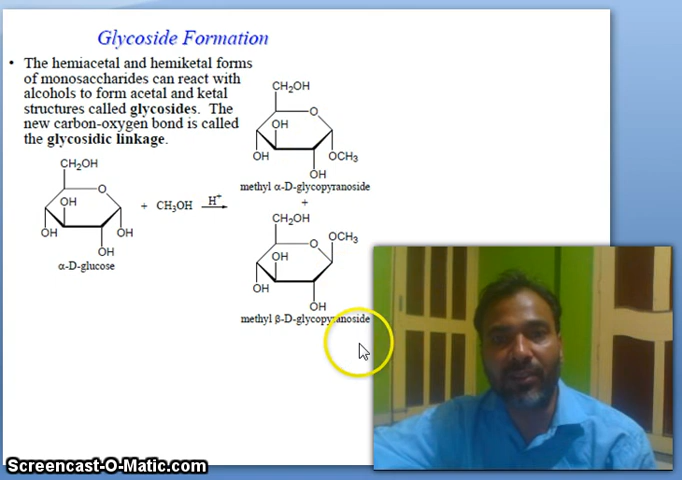 Glycoside Formation
• The hemiacetal and hemiketal forms
of monosaccharides can react with
alcohols to form acetal and ketal
structures called glycosides. The
new carbon-oxygen bond is called
the glycosidic linkage.
CH₂OH
O
OH
OH
OCH₃
OH
methyl α-D-glycopyranoside
+
CH₂OH
O
OH
OH
OH
OH
α-D-glucose
+ CH₃OH H⁺
CH₂OH
OCH₃
O
OH
OH
OH
methyl β-D-glycopyranoside
Screencast-O-Matic.com